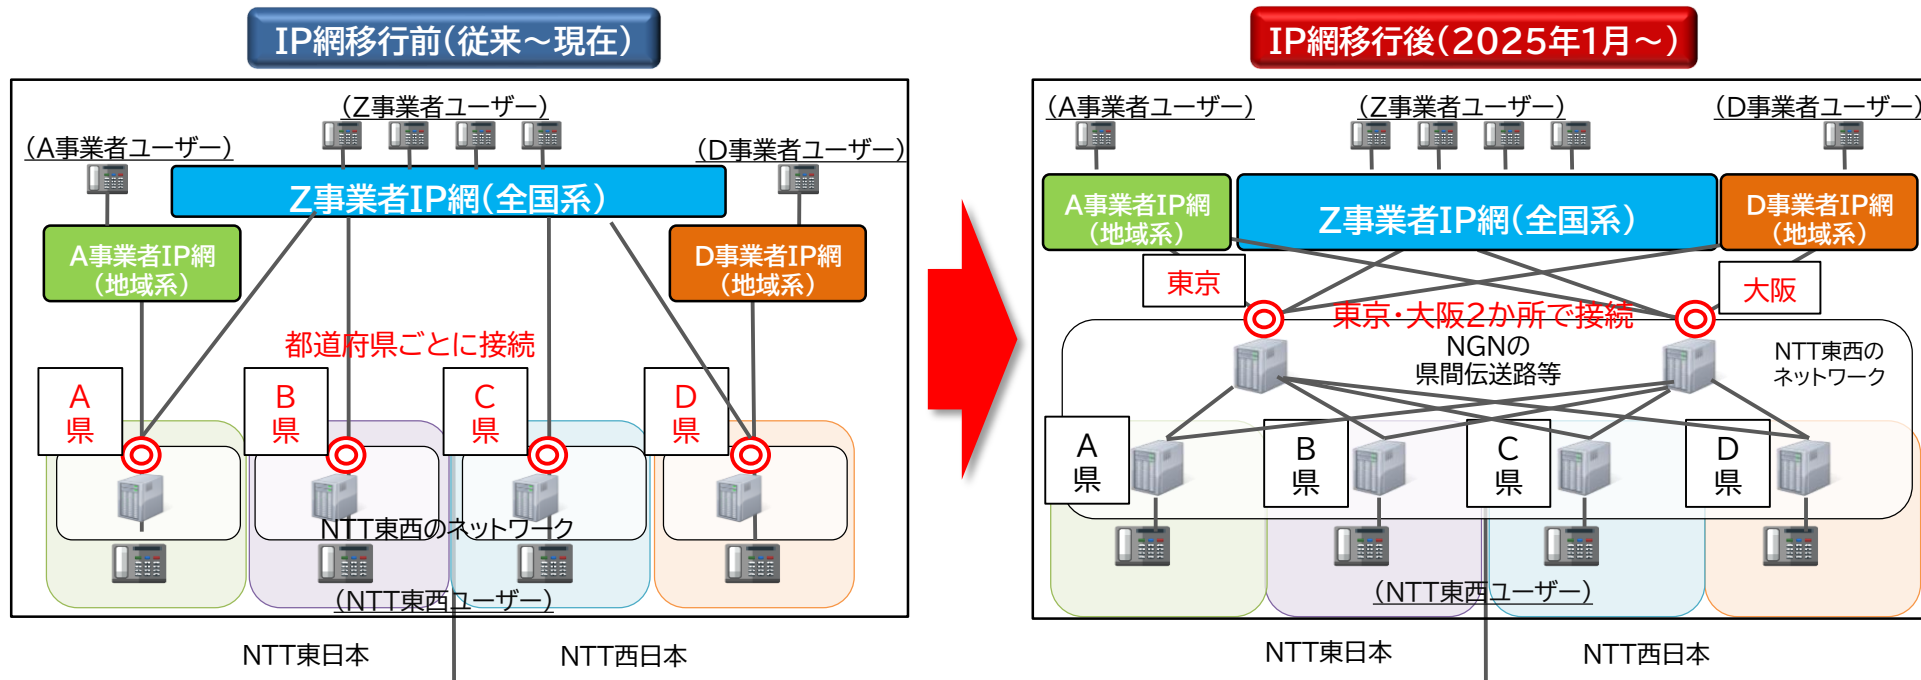 IP網移行前(従来～現在)
(Z事業者ユーザー)
(A事業者ユーザー)
(D事業者ユーザー)
Z事業者IP網(全国系)
A事業者IP網
(地域系)
D事業者IP網
(地域系)
都道府県ごとに接続
A
県
B
県
C
県
D
県
NTT東西のネットワーク
(NTT東西ユーザー)
NTT東日本
NTT西日本
IP網移行後(2025年1月～)
(A事業者ユーザー)
(Z事業者ユーザー)
(D事業者ユーザー)
A事業者IP網
(地域系)
Z事業者IP網(全国系)
D事業者IP網
(地域系)
東京
大阪
東京・大阪2か所で接続
NGNの
県間伝送路等
NTT東西の
ネットワーク
A
県
B
県
C
県
D
県
(NTT東西ユーザー)
NTT東日本
NTT西日本